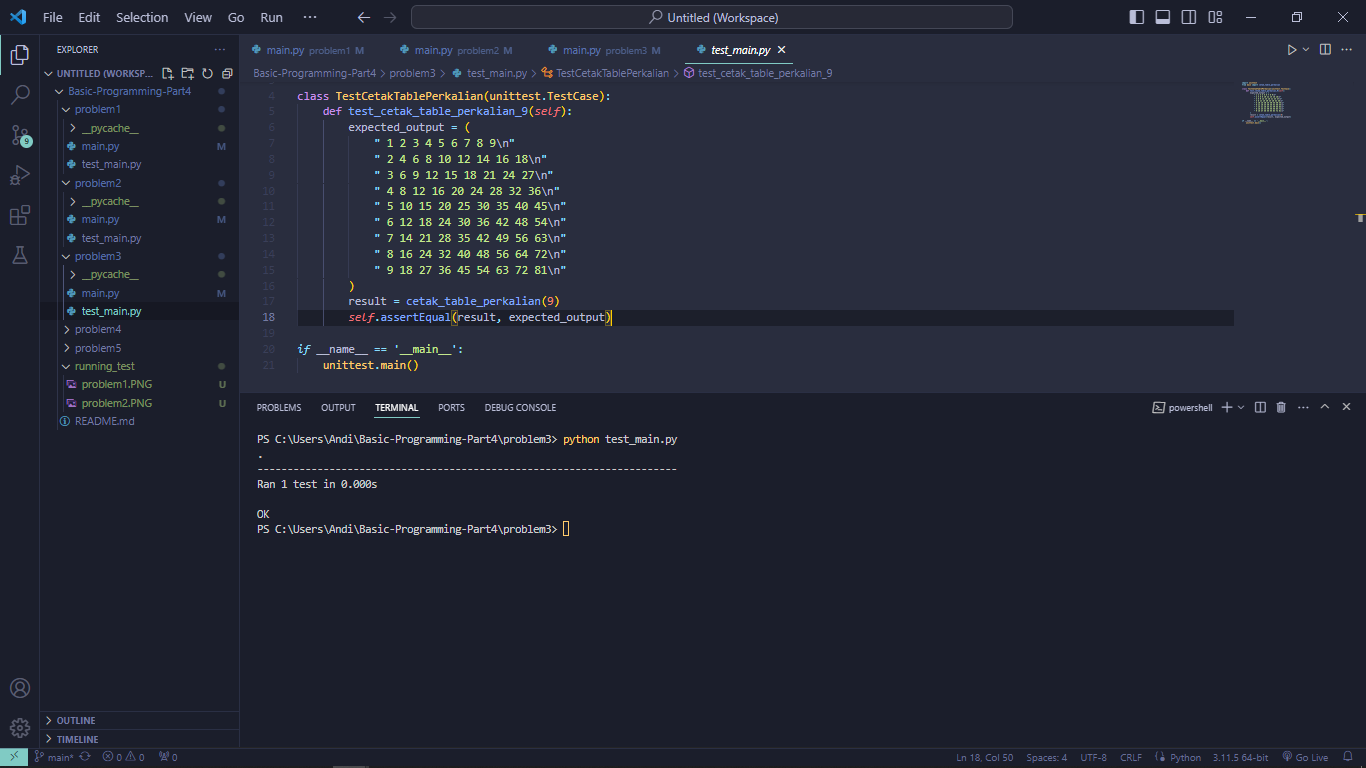 File Edit Selection View Go Run ··· Untitled (Workspace)
EXPLORER ···
UNTITLED (WORKSP...
Basic-Programming-Part4
problem1
__pycache__
main.py M
test_main.py
problem2
__pycache__
main.py M
test_main.py
problem3
__pycache__
main.py M
test_main.py
problem4
problem5
running_test
problem1.PNG U
problem2.PNG U
README.md
OUTLINE
TIMELINE
9
main.py problem1 M main.py problem2 M main.py problem3 M test_main.py
Basic-Programming-Part4 > problem3 > test_main.py > TestCetakTablePerkalian > test_cetak_table_perkalian_9
4 class TestCetakTablePerkalian(unittest.TestCase):
5 def test_cetak_table_perkalian_9(self):
6 expected_output = (
7 " 1 2 3 4 5 6 7 8 9\n"
8 " 2 4 6 8 10 12 14 16 18\n"
9 " 3 6 9 12 15 18 21 24 27\n"
10 " 4 8 12 16 20 24 28 32 36\n"
11 " 5 10 15 20 25 30 35 40 45\n"
12 " 6 12 18 24 30 36 42 48 54\n"
13 " 7 14 21 28 35 42 49 56 63\n"
14 " 8 16 24 32 40 48 56 64 72\n"
15 " 9 18 27 36 45 54 63 72 81\n"
16 )
17 result = cetak_table_perkalian(9)
18 self.assertEqual(result, expected_output)
19
20 if __name__ == '__main__':
21 unittest.main()
PROBLEMS OUTPUT TERMINAL PORTS DEBUG CONSOLE powershell
PS C:\Users\Andi\Basic-Programming-Part4\problem3> python test_main.py
.
----------------------------------------------------------------------
Ran 1 test in 0.000s
OK
PS C:\Users\Andi\Basic-Programming-Part4\problem3>
main* 0 0 0 Ln 18, Col 50 Spaces: 4 UTF-8 CRLF Python 3.11.5 64-bit Go Live